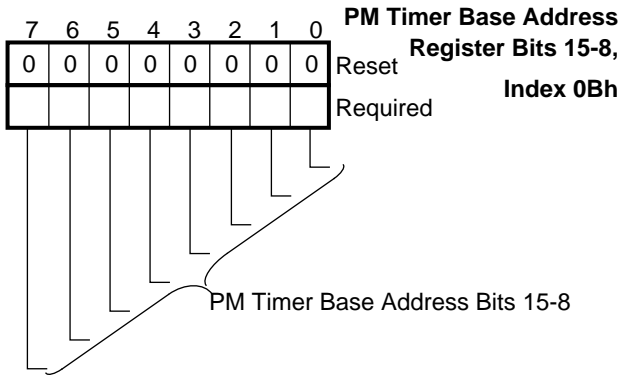 PM Timer Base Address
Register Bits 15-8,
Index 0Bh
7 6 5 4 3 2 1 0
0 0 0 0 0 0 0 0 Reset
Required
PM Timer Base Address Bits 15-8